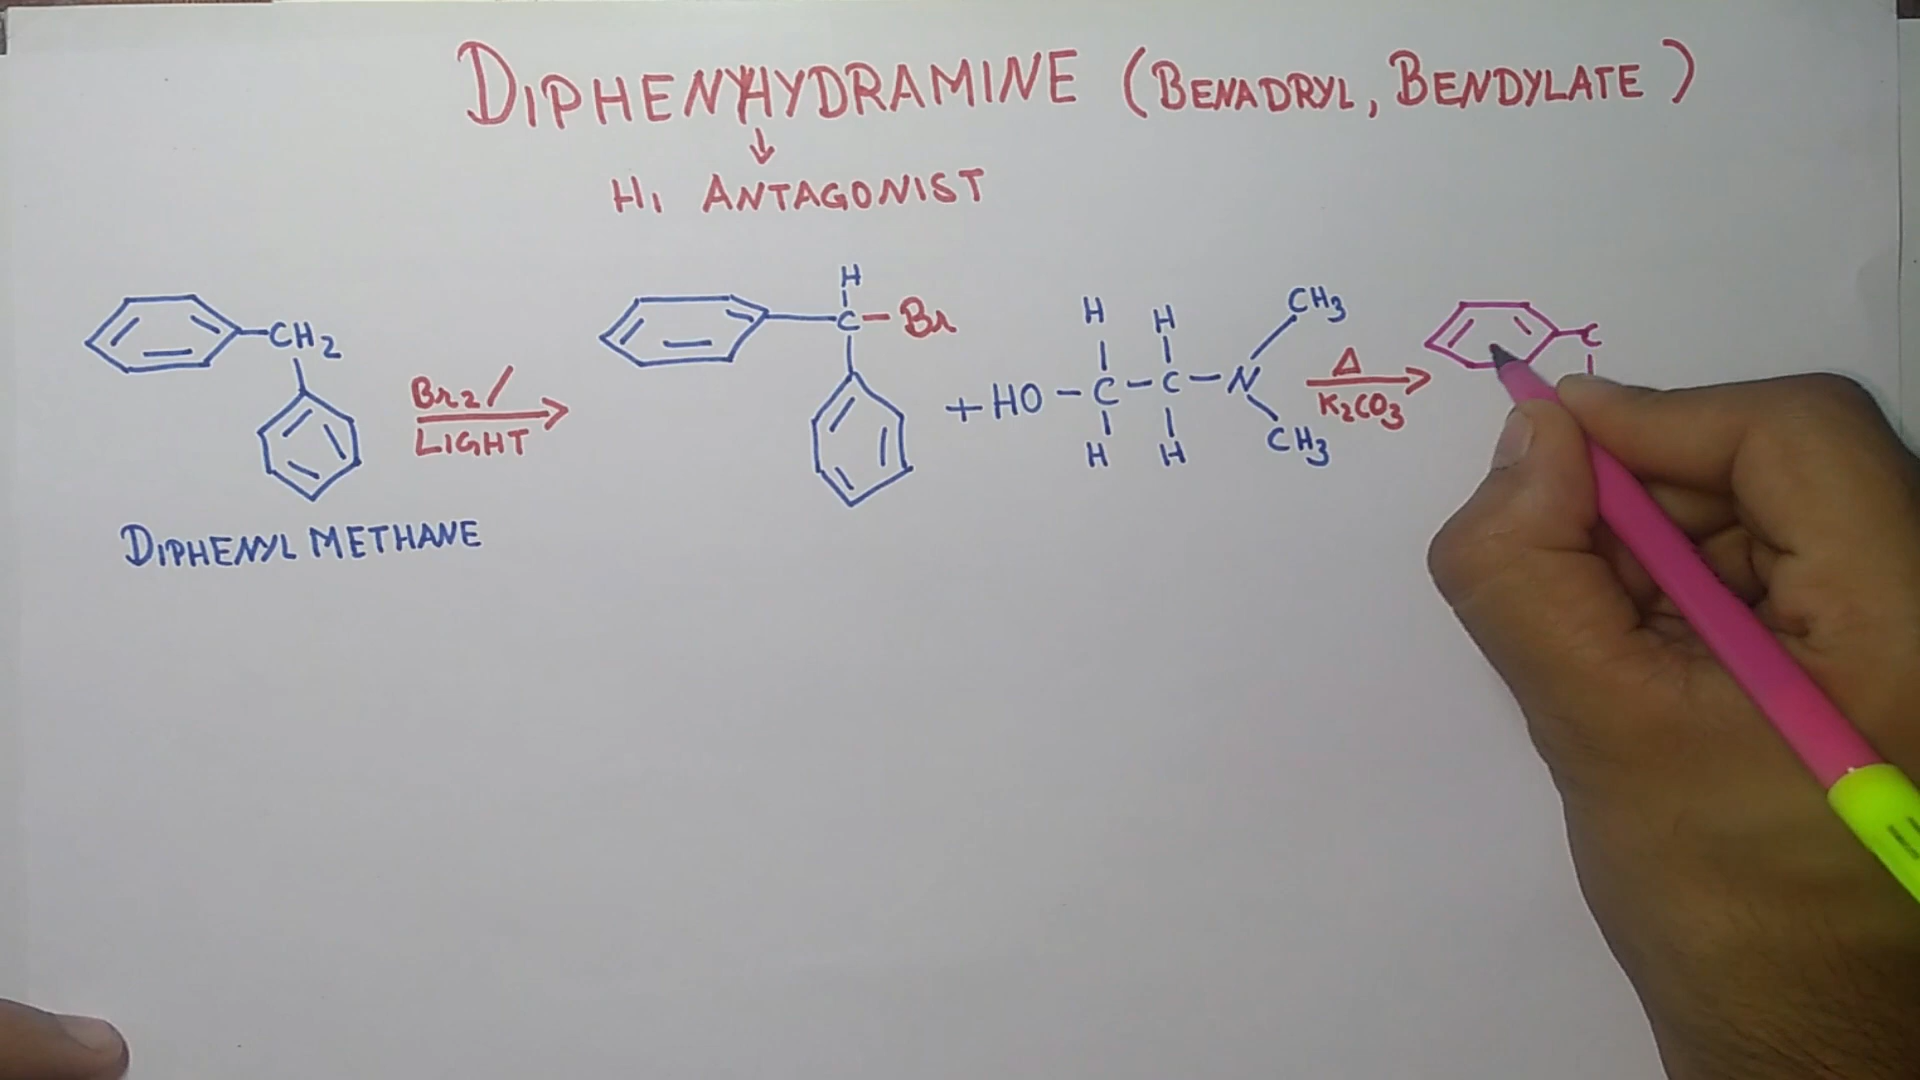 DIPHENYHYDRAMINE (BENADRYL, BENDYLATE)
↓
H1 ANTAGONIST
H
CH3
H H
CH2
C-Br
C
Br2/
LIGHT
+ HO-C-C-N
Δ
K2CO3
CH3
H H
DIPHENYL METHANE